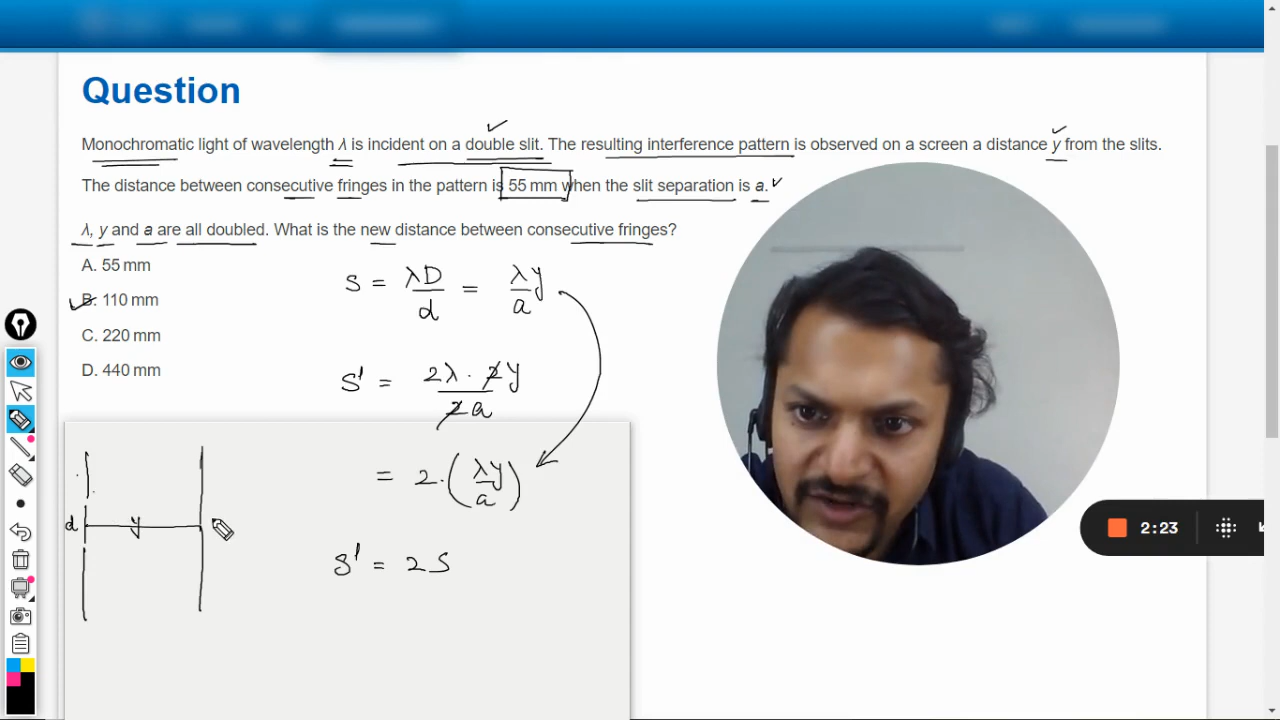 Question
Monochromatic light of wavelength λ is incident on a double slit. The resulting interference pattern is observed on a screen a distance y from the slits.
The distance between consecutive fringes in the pattern is 55 mm when the slit separation is a.
λ, y and a are all doubled. What is the new distance between consecutive fringes?
A. 55 mm
B. 110 mm
C. 220 mm
D. 440 mm
S = λD/d = λy/a
S' = 2λ · 2y / 2a
= 2·(λy/a)
S' = 2S
d y
2:23